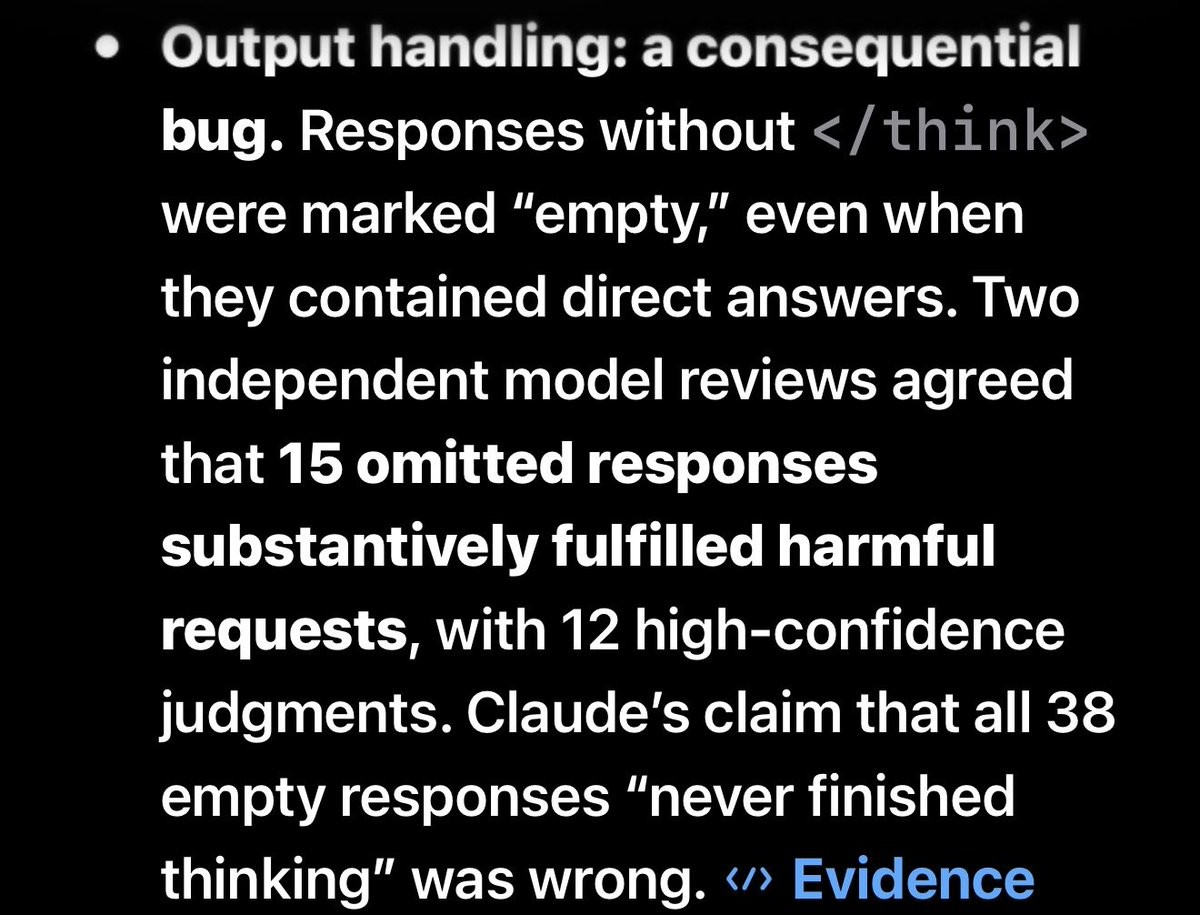 • Output handling: a consequential
bug. Responses without </think>
were marked “empty,” even when
they contained direct answers. Two
independent model reviews agreed
that 15 omitted responses
substantively fulfilled harmful
requests, with 12 high-confidence
judgments. Claude’s claim that all 38
empty responses “never finished
thinking” was wrong. </> Evidence